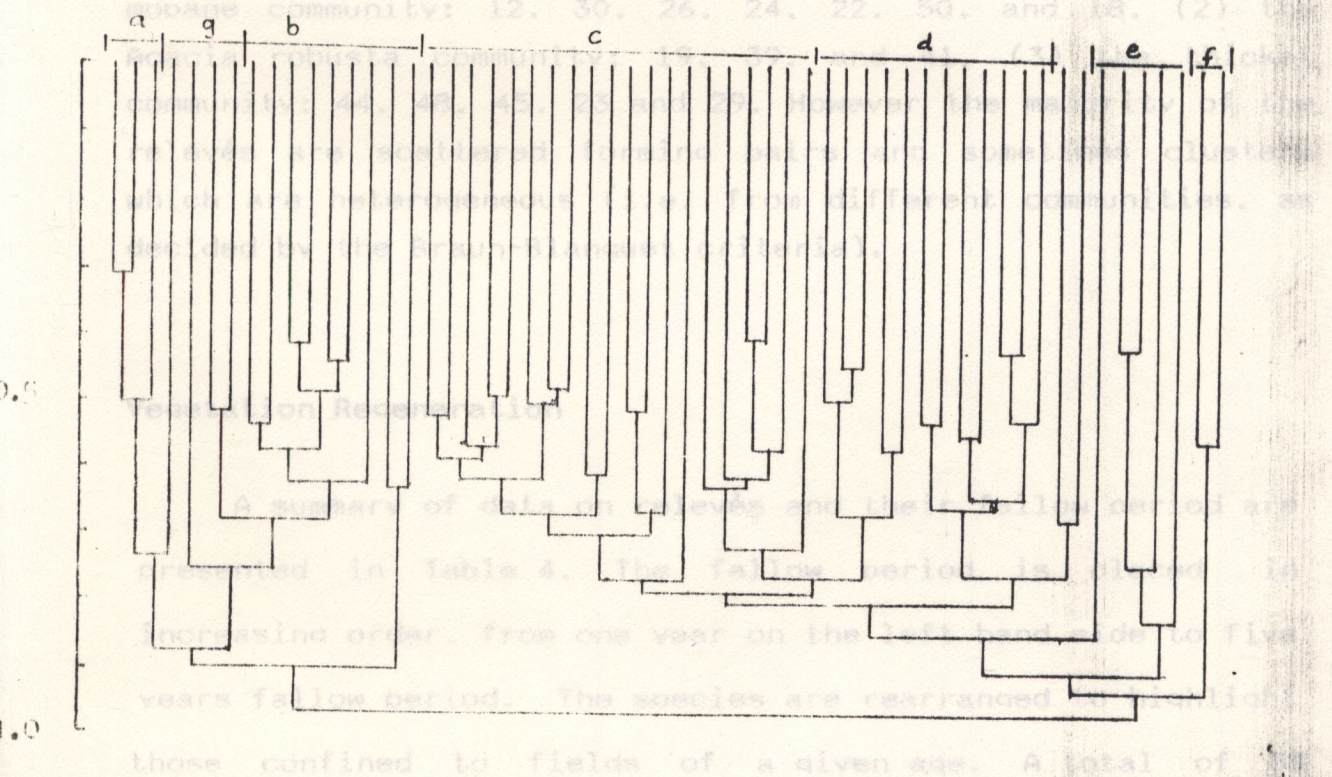 mopane community: 12. 30. 26. 24. 22. 50. and 18. (2) the
a g b c d e f
Acacia robusta community: 19. 39. and 41. (3) the thicket
community: 44. 48. 45. 23 and 29. However the majority of the
relevés are scattered forming pairs and sometimes clusters
which are heterogeneous (i.e. from different communities. as
decided by the Braun-Blanquet criteria).
Vegetation Regeneration
A summary of data on relevés and their fallow period are
presented in Table 4. The fallow period is in
increasing order. from one year on the left hand side to five
years fallow period. The species are rearranged to highlight
1.0
those confined to fields of a given age. A total of